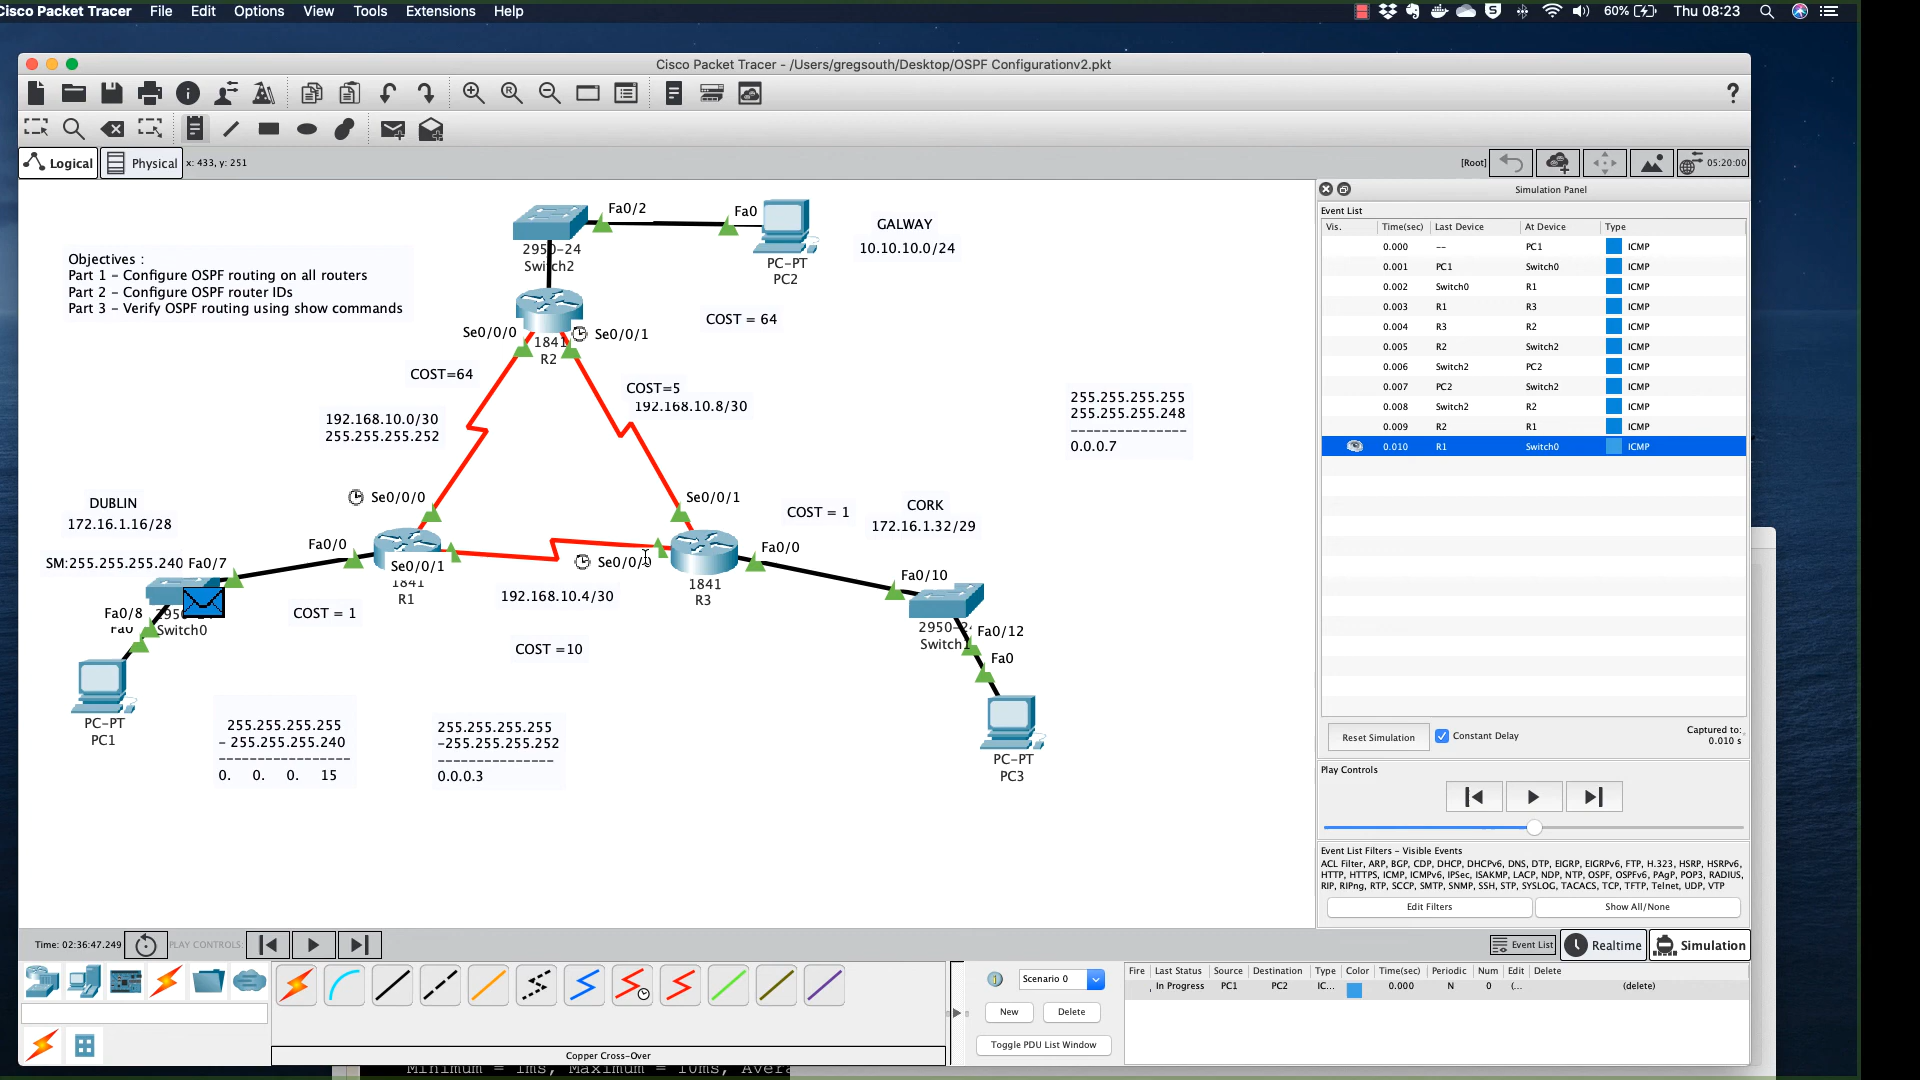 Cisco Packet Tracer File Edit Options View Tools Extensions Help 60% Thu 08:23
Cisco Packet Tracer - /Users/gregsouth/Desktop/OSPF Configurationv2.pkt
?
Logical Physical x: 433, y: 251 [Root] 05:20:00
Objectives :
Part 1 - Configure OSPF routing on all routers
Part 2 - Configure OSPF router IDs
Part 3 - Verify OSPF routing using show commands
Fa0/2
Fa0
2950-24
Switch2
PC-PT
PC2
GALWAY
10.10.10.0/24
COST = 64
Se0/0/0
Se0/0/1
1841
R2
COST=64
COST=5
192.168.10.8/30
192.168.10.0/30
255.255.255.252
255.255.255.255
255.255.255.248
---------------
0.0.0.7
DUBLIN
172.16.1.16/28
SM:255.255.255.240 Fa0/7
Se0/0/0
Fa0/0
Se0/0/1
1841
R1
Se0/0/1
Se0/0/0
1841
R3
Fa0/0
COST = 1
CORK
172.16.1.32/29
Fa0/10
Fa0/8
Fa0
Switch0
COST = 1
192.168.10.4/30
COST =10
Switch1
Fa0/12
Fa0
PC-PT
PC1
PC-PT
PC3
255.255.255.255
- 255.255.255.240
-----------------
0. 0. 0. 15
255.255.255.255
-255.255.255.252
---------------
0.0.0.3
Simulation Panel
Event List
Vis. Time(sec) Last Device At Device Type
0.000 -- PC1 ICMP
0.001 PC1 Switch0 ICMP
0.002 Switch0 R1 ICMP
0.003 R1 R3 ICMP
0.004 R3 R2 ICMP
0.005 R2 Switch2 ICMP
0.006 Switch2 PC2 ICMP
0.007 PC2 Switch2 ICMP
0.008 Switch2 R2 ICMP
0.009 R2 R1 ICMP
0.010 R1 Switch0 ICMP
Reset Simulation Constant Delay Captured to:
0.010 s
Play Controls
Event List Filters - Visible Events
ACL Filter, ARP, BGP, CDP, DHCP, DHCPv6, DNS, DTP, EIGRP, EIGRPv6, FTP, H.323, HSRP, HSRPv6,
HTTP, HTTPS, ICMP, ICMPv6, IPSec, ISAKMP, LACP, NDP, NTP, OSPF, OSPFv6, PAgP, POP3, RADIUS,
RIP, RIPng, RTP, SCCP, SMTP, SNMP, SSH, STP, SYSLOG, TACACS, TCP, TFTP, Telnet, UDP, VTP
Edit Filters Show All/None
Time: 02:36:47.249 PLAY CONTROLS: Event List Realtime Simulation
Scenario 0
New Delete
Toggle PDU List Window
Fire Last Status Source Destination Type Color Time(sec) Periodic Num Edit Delete
In Progress PC1 PC2 IC... 0.000 N 0 (... (delete)
Copper Cross-Over
Minimum = 1ms, Maximum = 10ms, Avera